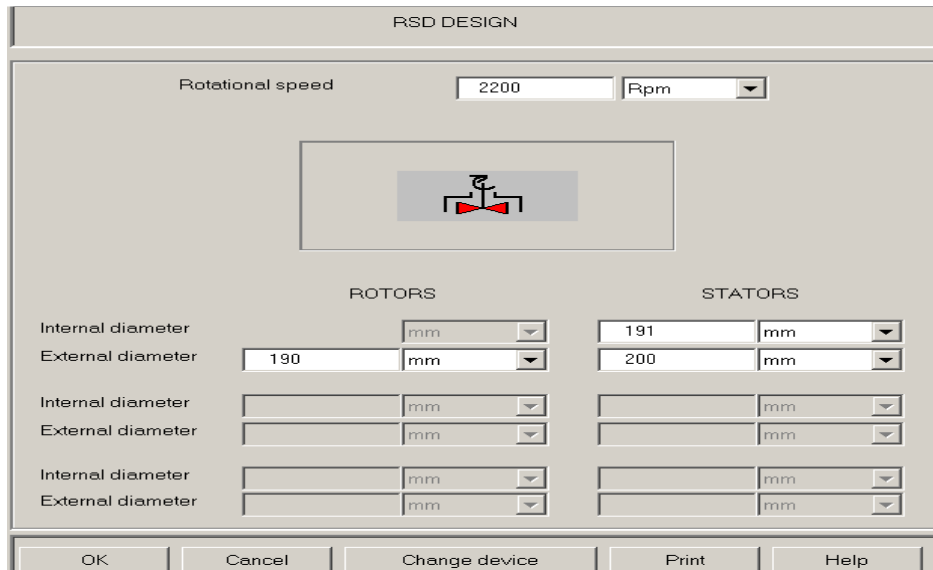 RSD DESIGN
Rotational speed 2200 Rpm
ROTORS STATORS
Internal diameter mm 191 mm
External diameter 190 mm 200 mm
Internal diameter mm mm
External diameter mm mm
Internal diameter mm mm
External diameter mm mm
OK Cancel Change device Print Help